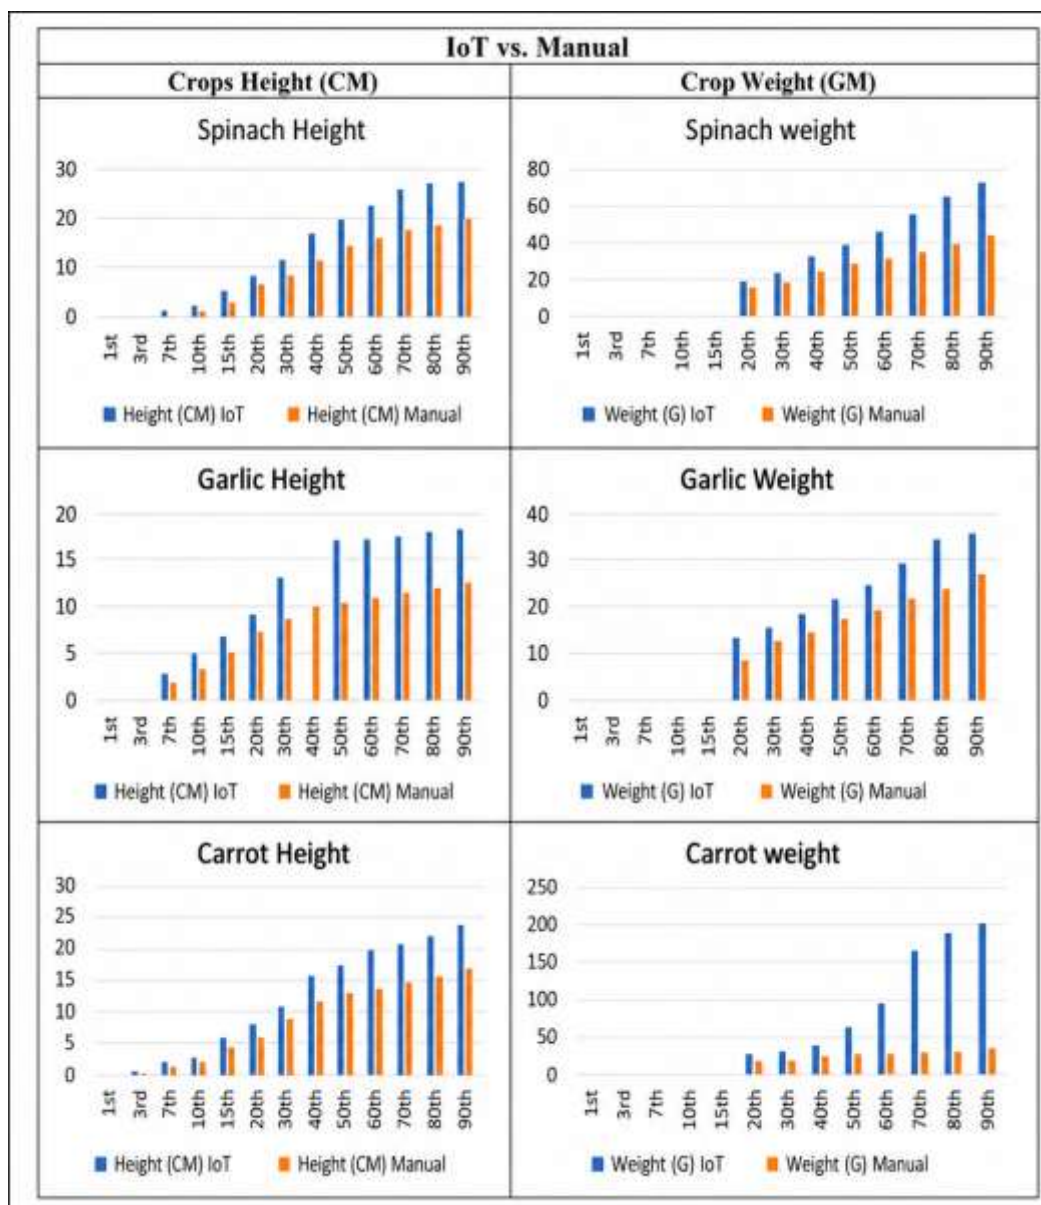 IoT vs. Manual
Crops Height (CM)
Crop Weight (GM)
Spinach Height
30
20
10
0
1st 3rd 7th 10th 15th 20th 30th 40th 50th 60th 70th 80th 90th
Height (CM) IoT Height (CM) Manual
Spinach weight
80
60
40
20
0
1st 3rd 7th 10th 15th 20th 30th 40th 50th 60th 70th 80th 90th
Weight (G) IoT Weight (G) Manual
Garlic Height
20
15
10
5
0
1st 3rd 7th 10th 15th 20th 30th 40th 50th 60th 70th 80th 90th
Height (CM) IoT Height (CM) Manual
Garlic Weight
40
30
20
10
0
1st 3rd 7th 10th 15th 20th 30th 40th 50th 60th 70th 80th 90th
Weight (G) IoT Weight (G) Manual
Carrot Height
30
25
20
15
10
5
0
1st 3rd 7th 10th 15th 20th 30th 40th 50th 60th 70th 80th 90th
Height (CM) IoT Height (CM) Manual
Carrot weight
250
200
150
100
50
0
1st 3rd 7th 10th 15th 20th 30th 40th 50th 60th 70th 80th 90th
Weight (G) IoT Weight (G) Manual